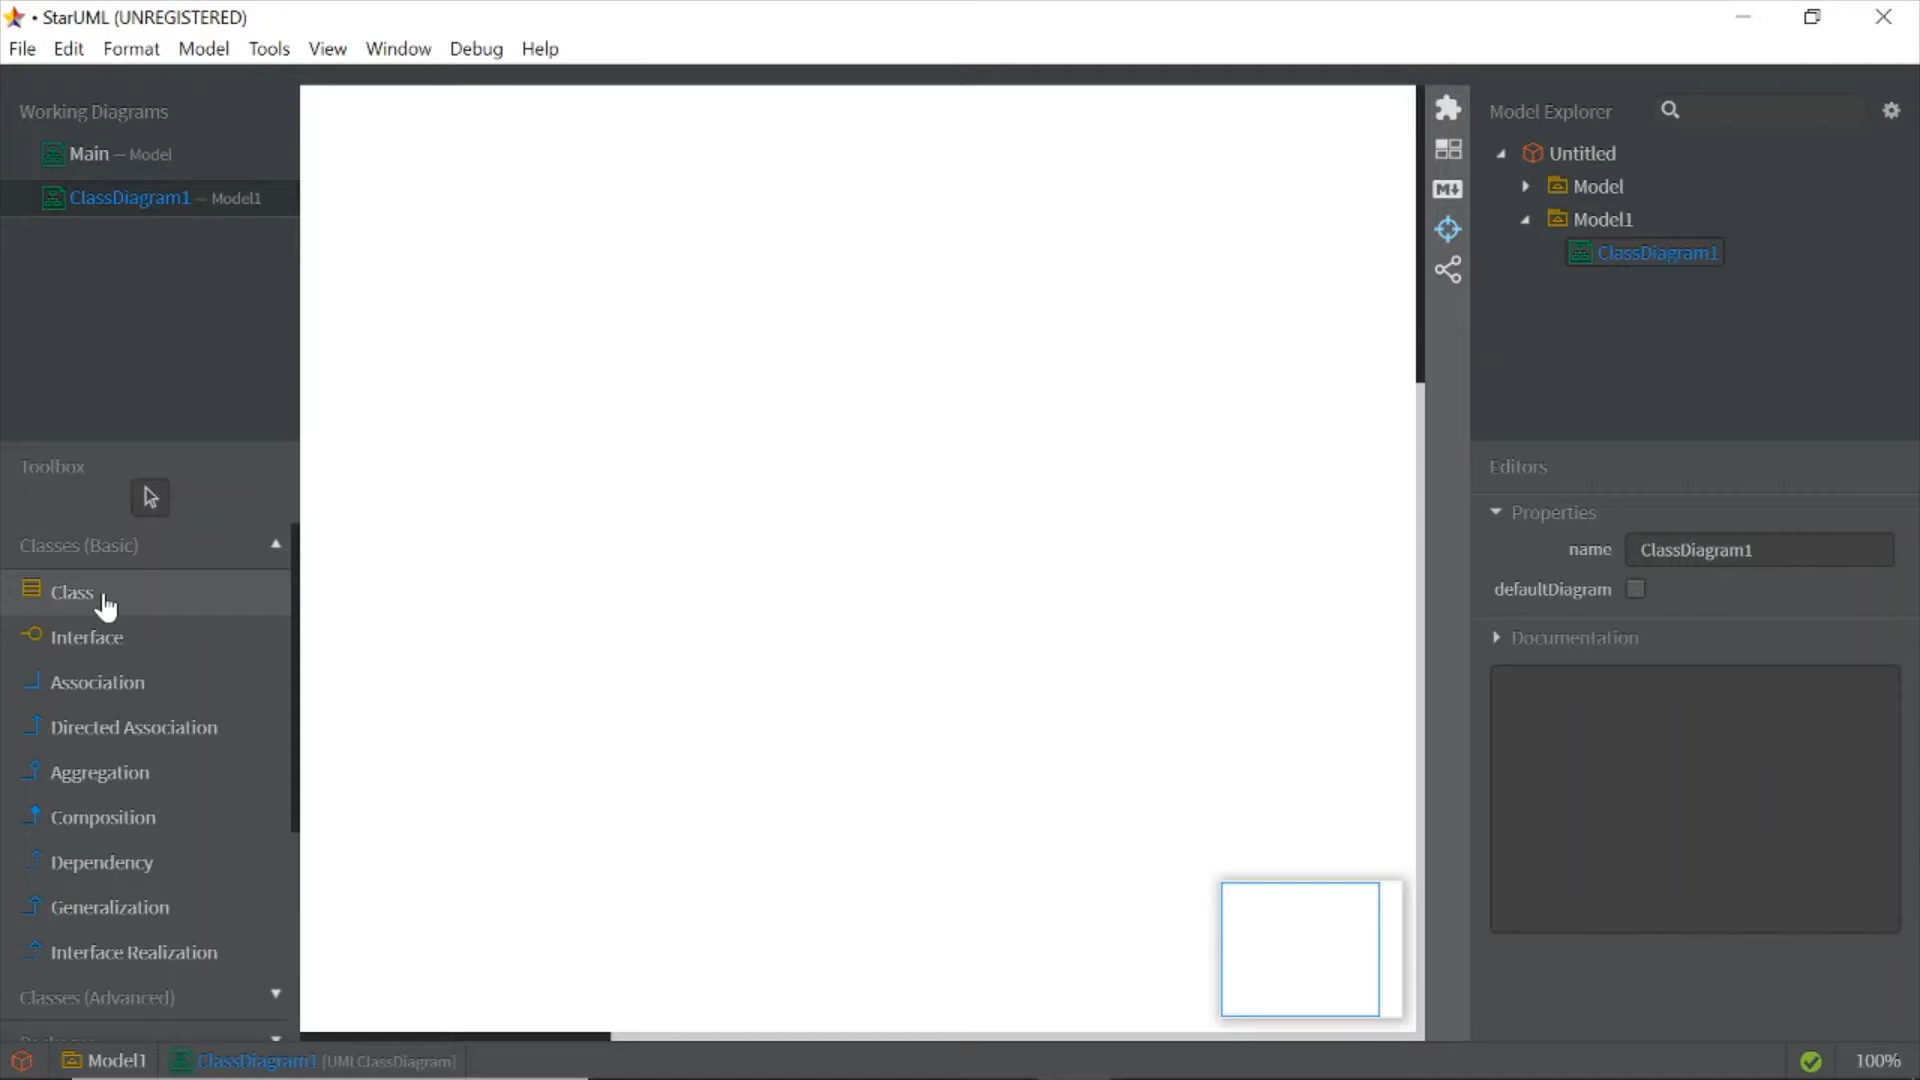 • StarUML (UNREGISTERED)
File Edit Format Model Tools View Window Debug Help
Working Diagrams
Main — Model
ClassDiagram1 — Model1
Toolbox
Classes (Basic)
Class
Interface
Association
Directed Association
Aggregation
Composition
Dependency
Generalization
Interface Realization
Classes (Advanced)
M↓
Model Explorer
Untitled
Model
Model1
ClassDiagram1
Editors
Properties
name ClassDiagram1
defaultDiagram
Documentation
Model1 ClassDiagram1 [UMLClassDiagram]
100%